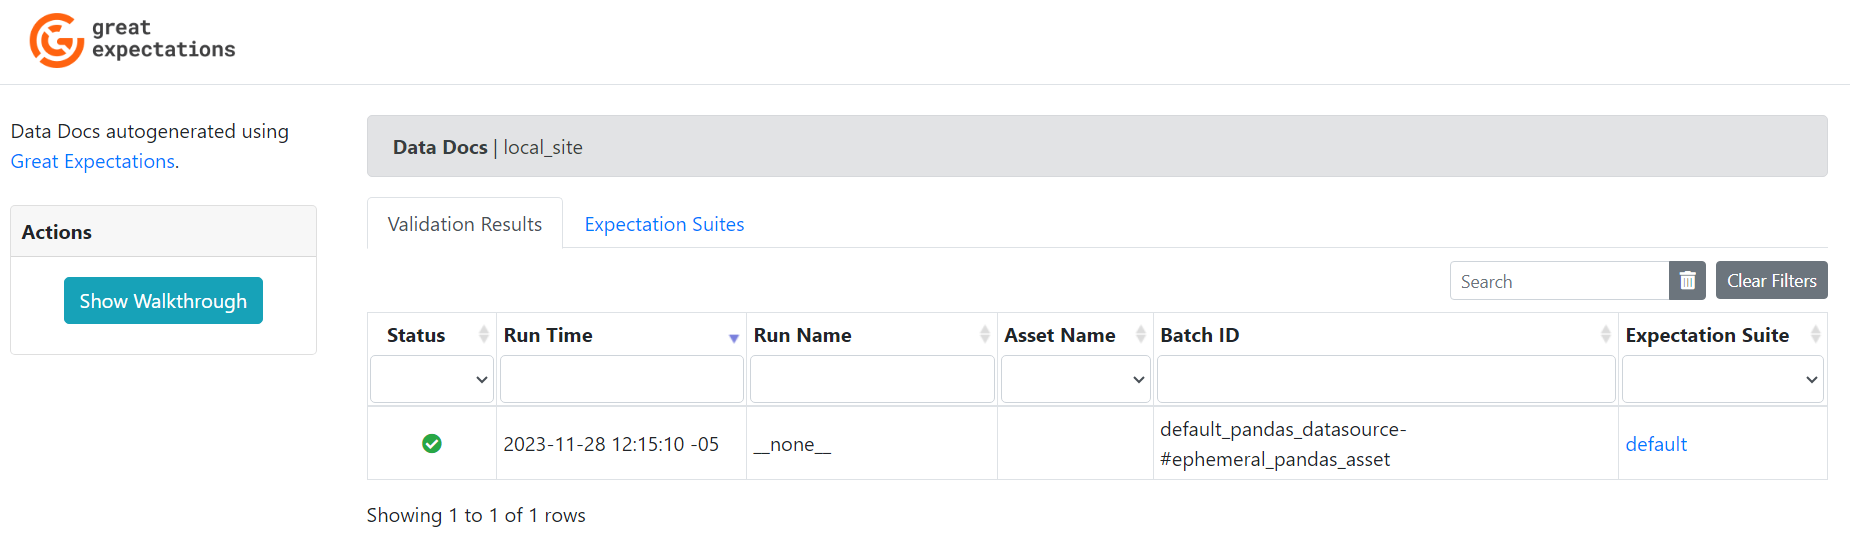 great
expectations
Data Docs autogenerated using
Great Expectations.
Actions
Show Walkthrough
Data Docs | local_site
Validation Results Expectation Suites
Search Clear Filters
Status Run Time Run Name Asset Name Batch ID Expectation Suite
2023-11-28 12:15:10 -05 __none__ default_pandas_datasource-
#ephemeral_pandas_asset default
Showing 1 to 1 of 1 rows